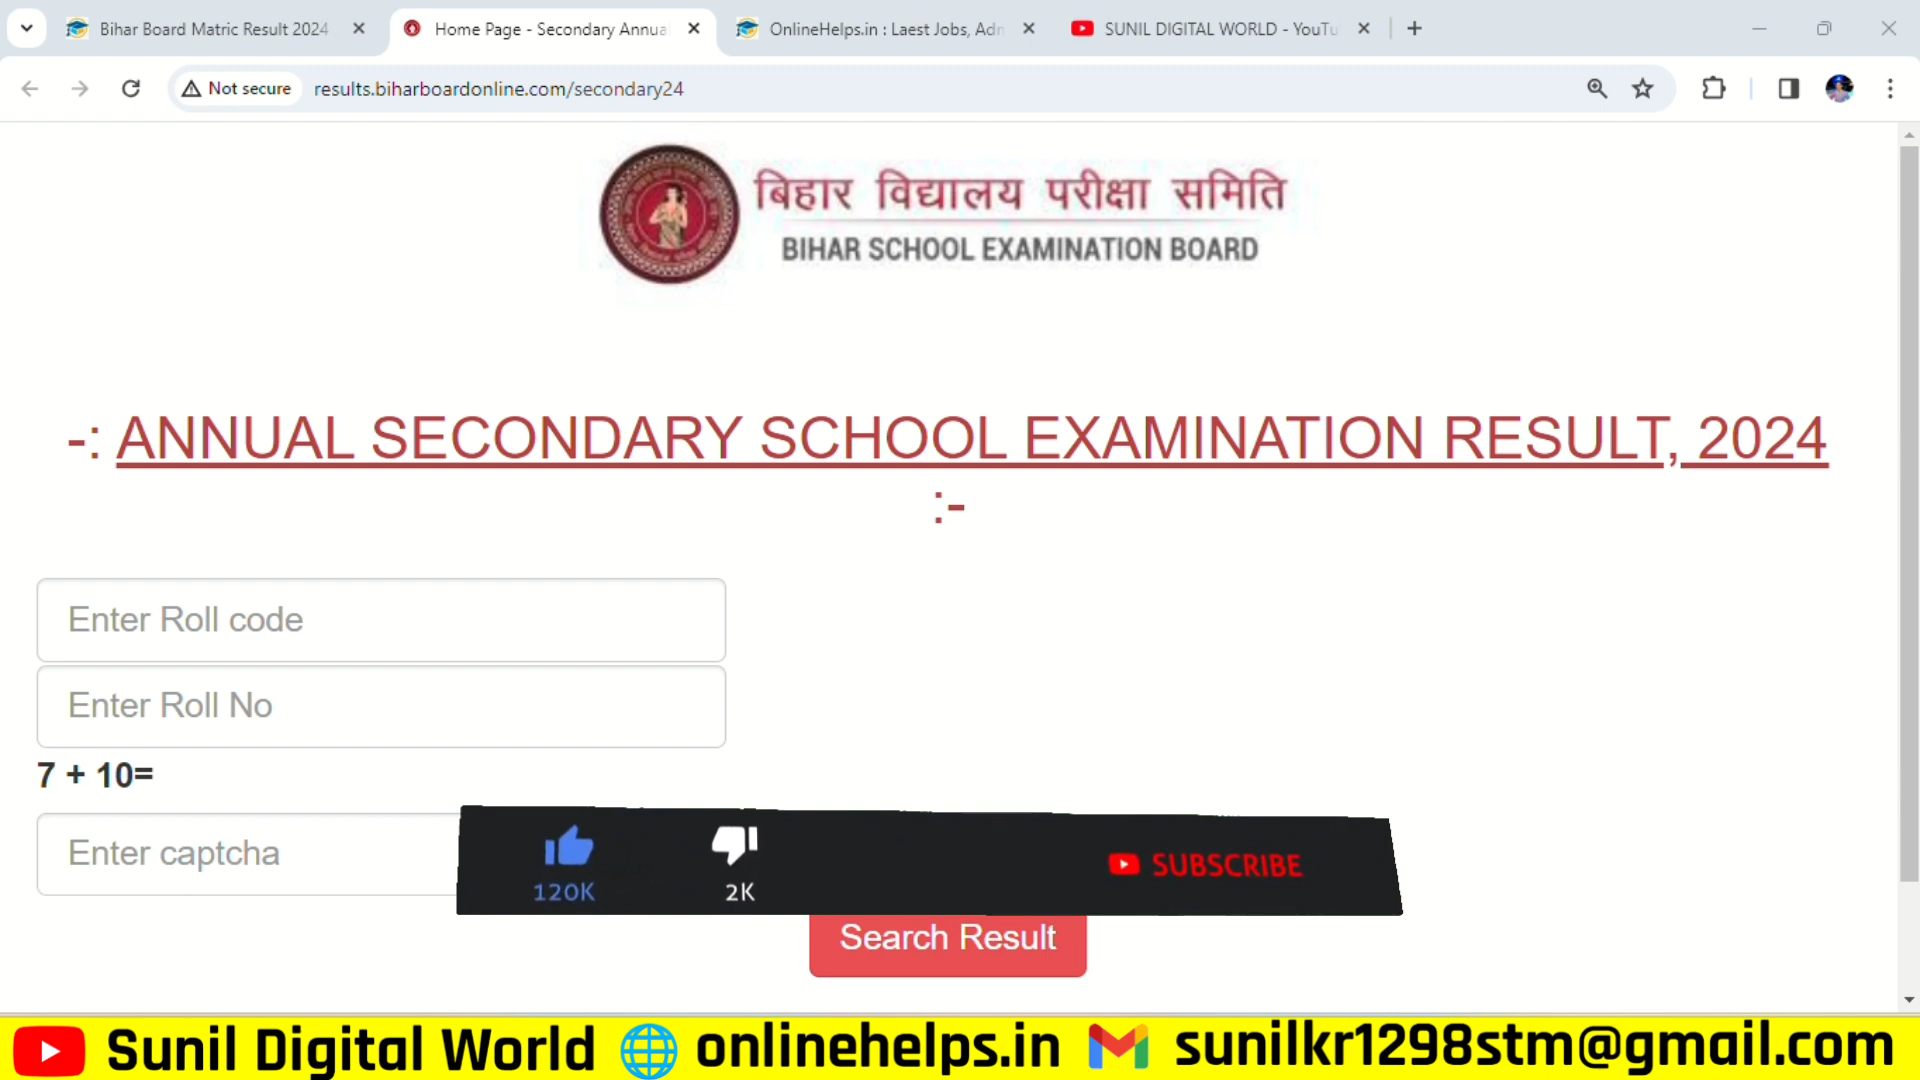 Bihar Board Matric Result 2024
Home Page - Secondary Annua
OnlineHelps.in : Laest Jobs, Adn
SUNIL DIGITAL WORLD - YouTu
Not secure
results.biharboardonline.com/secondary24
बिहार विद्यालय परीक्षा समिति
BIHAR SCHOOL EXAMINATION BOARD
-: ANNUAL SECONDARY SCHOOL EXAMINATION RESULT, 2024
:-
Enter Roll code
Enter Roll No
7 + 10=
Enter captcha
120K
2K
SUBSCRIBE
Search Result
Sunil Digital World onlinehelps.in sunilkr1298stm@gmail.com